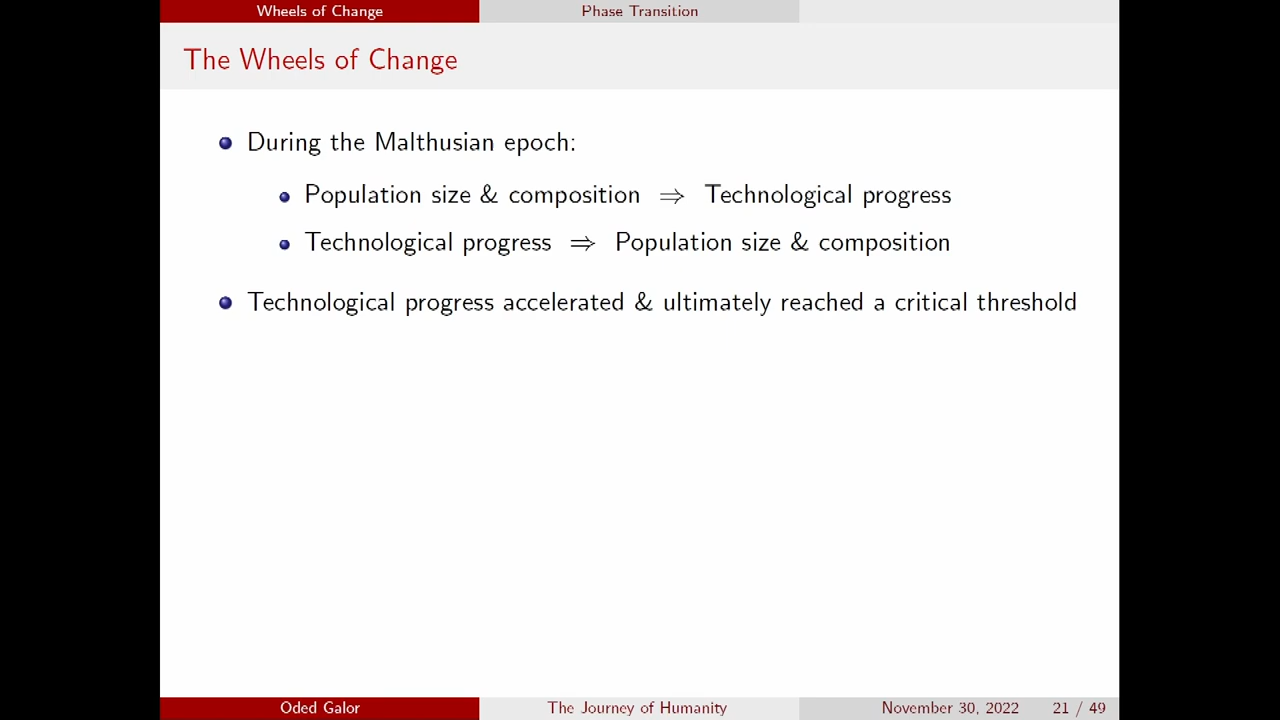 Wheels of Change
Phase Transition
The Wheels of Change
During the Malthusian epoch:
Population size & composition ⇒ Technological progress
Technological progress ⇒ Population size & composition
Technological progress accelerated & ultimately reached a critical threshold
Oded Galor
The Journey of Humanity
November 30, 2022
21 / 49